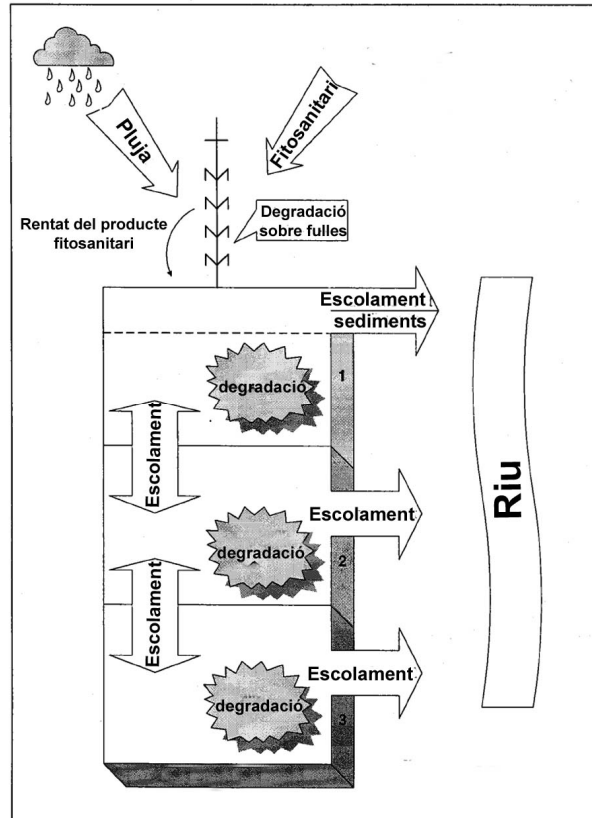 Pluja
Fitosanitari
Rentat del producte
fitosanitari
Degradació
sobre fulles
Escolament
sediments
degradació
1
Escolament
Escolament
degradació
2
Escolament
Riu
Escolament
degradació
3